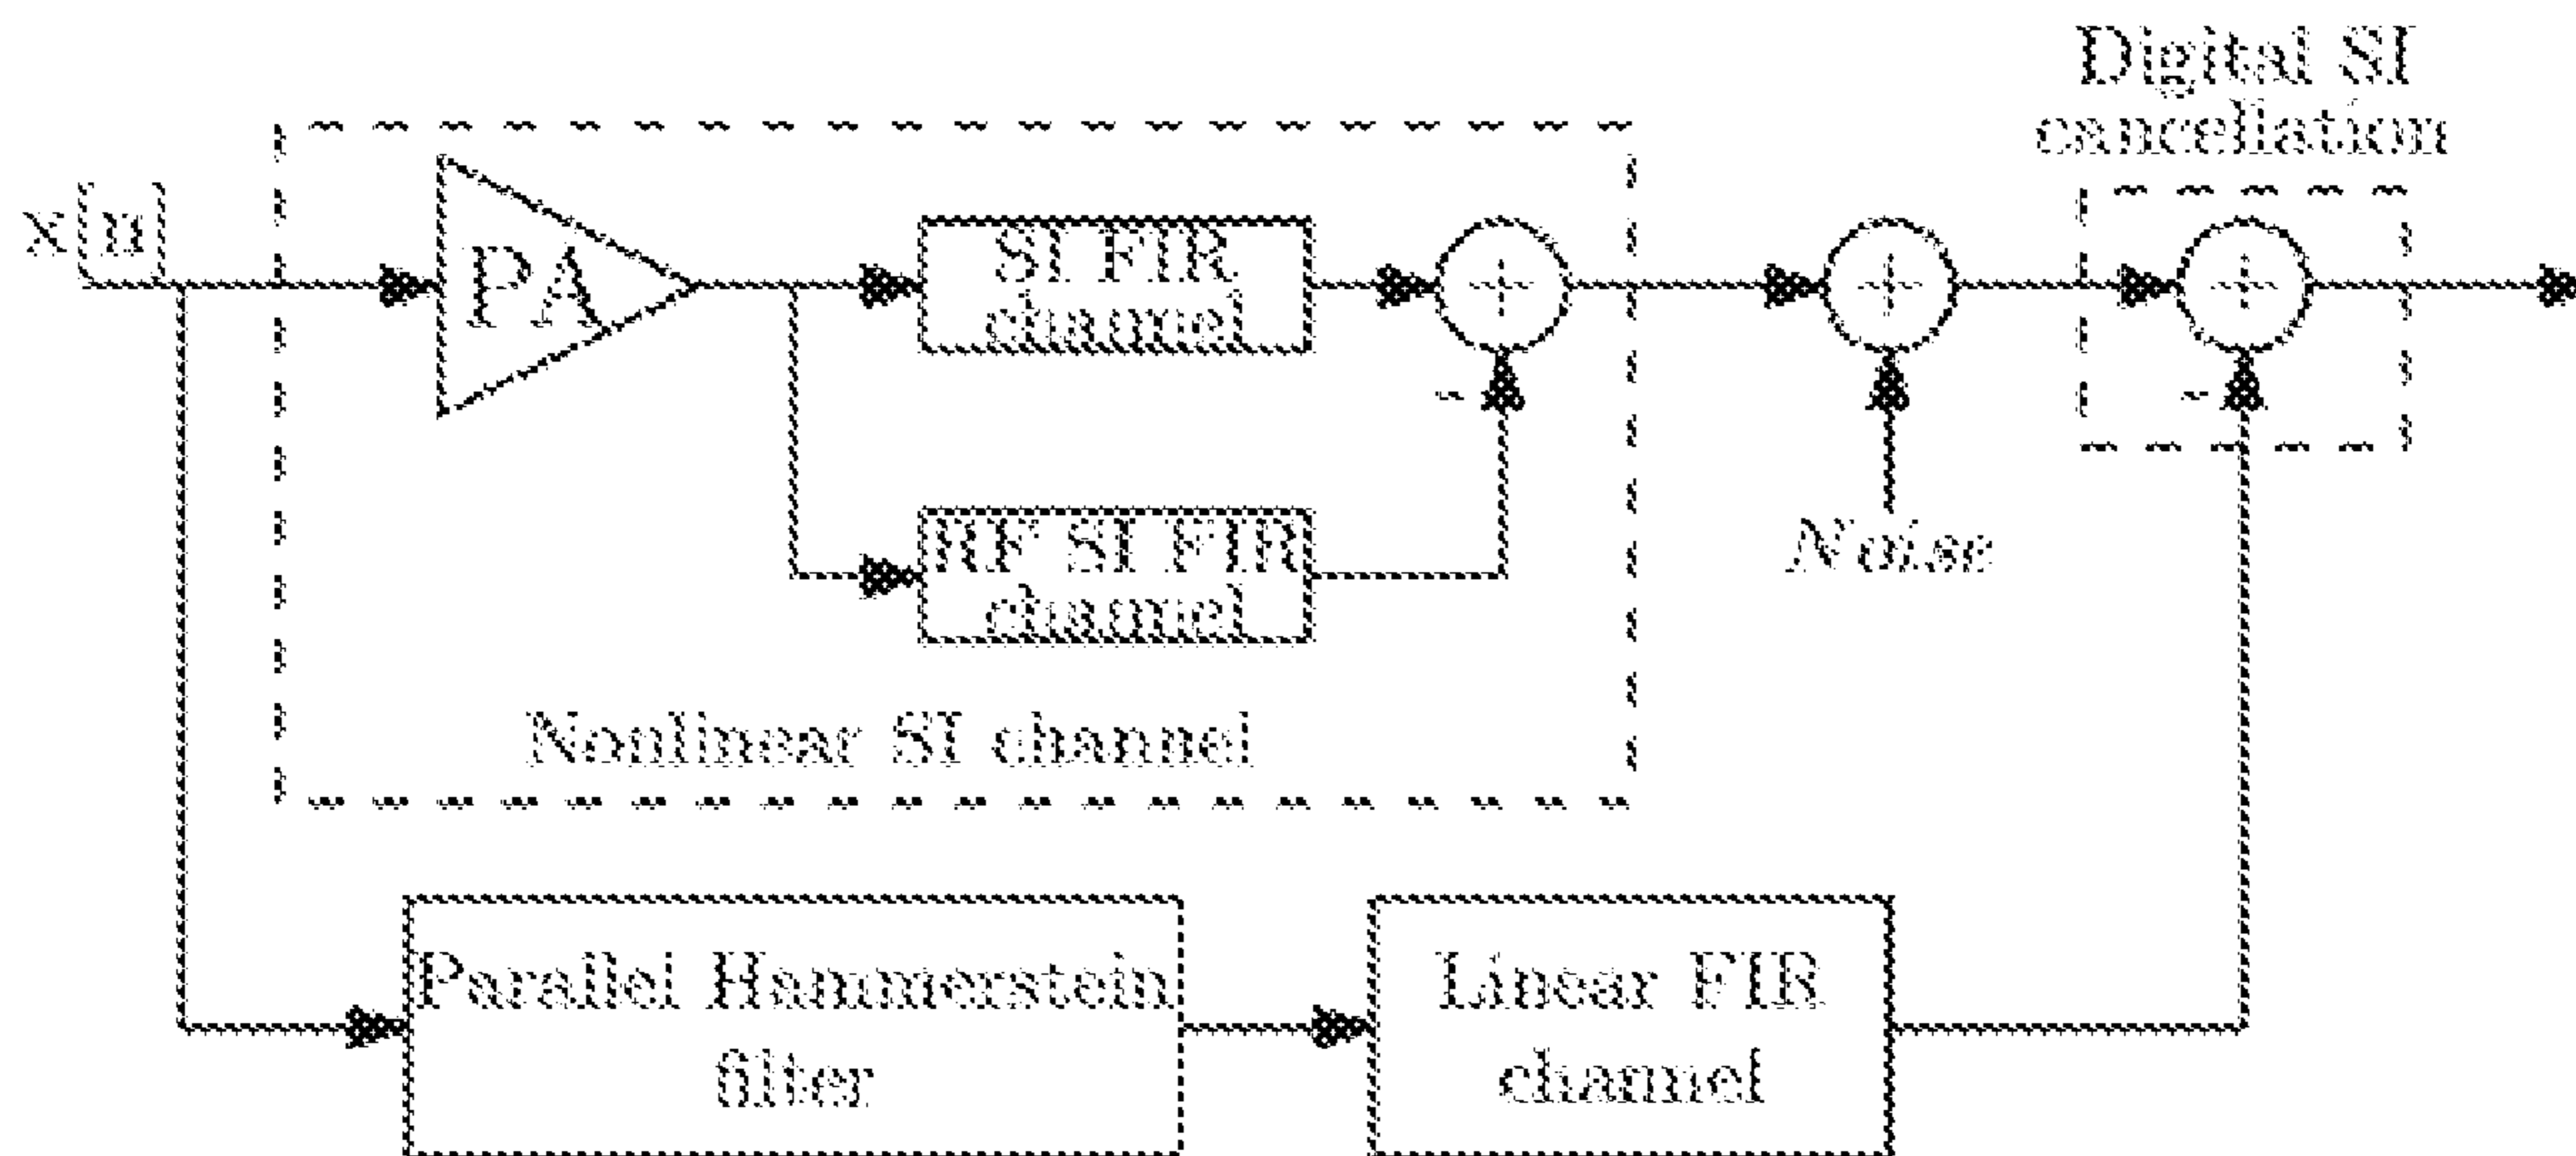 Digital SI
cancellation
x[n]
PA
SI FIR
channel
+
+
+
-
-
RF SI FIR
channel
Noise
Nonlinear SI channel
Parallel Hammerstein
filter
Linear FIR
channel